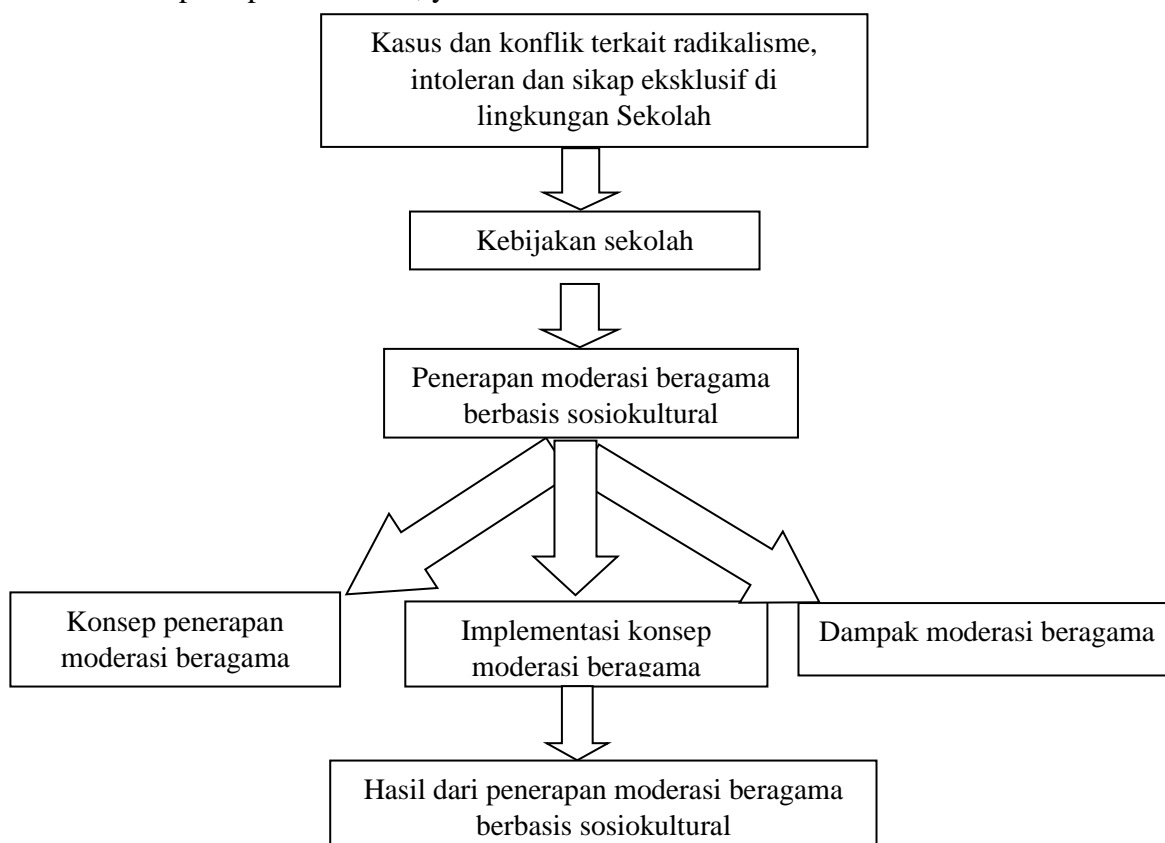 Kasus dan konflik terkait radikalisme,
intoleran dan sikap eksklusif di
lingkungan Sekolah
Kebijakan sekolah
Penerapan moderasi beragama
berbasis sosiokultural
Konsep penerapan
moderasi beragama
Implementasi konsep
moderasi beragama
Dampak moderasi beragama
Hasil dari penerapan moderasi beragama
berbasis sosiokultural